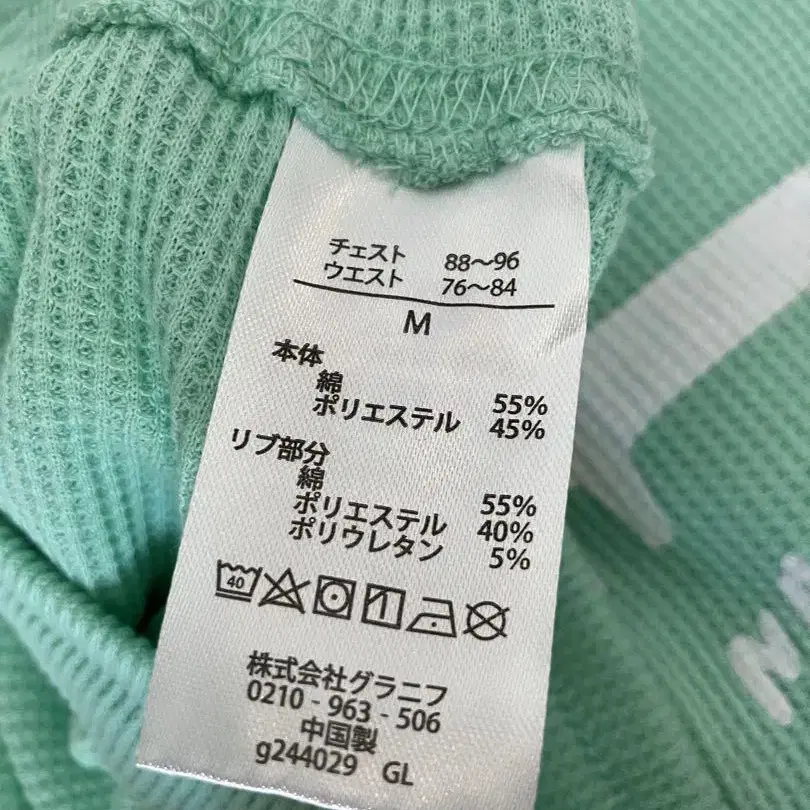 チェスト 88〜96
ウエスト 76〜84
M
本体
綿 55%
ポリエステル 45%
リブ部分
綿 55%
ポリエステル 40%
ポリウレタン 5%
40
株式会社グラニフ
0210 - 963 - 506
中国製
g244029 GL